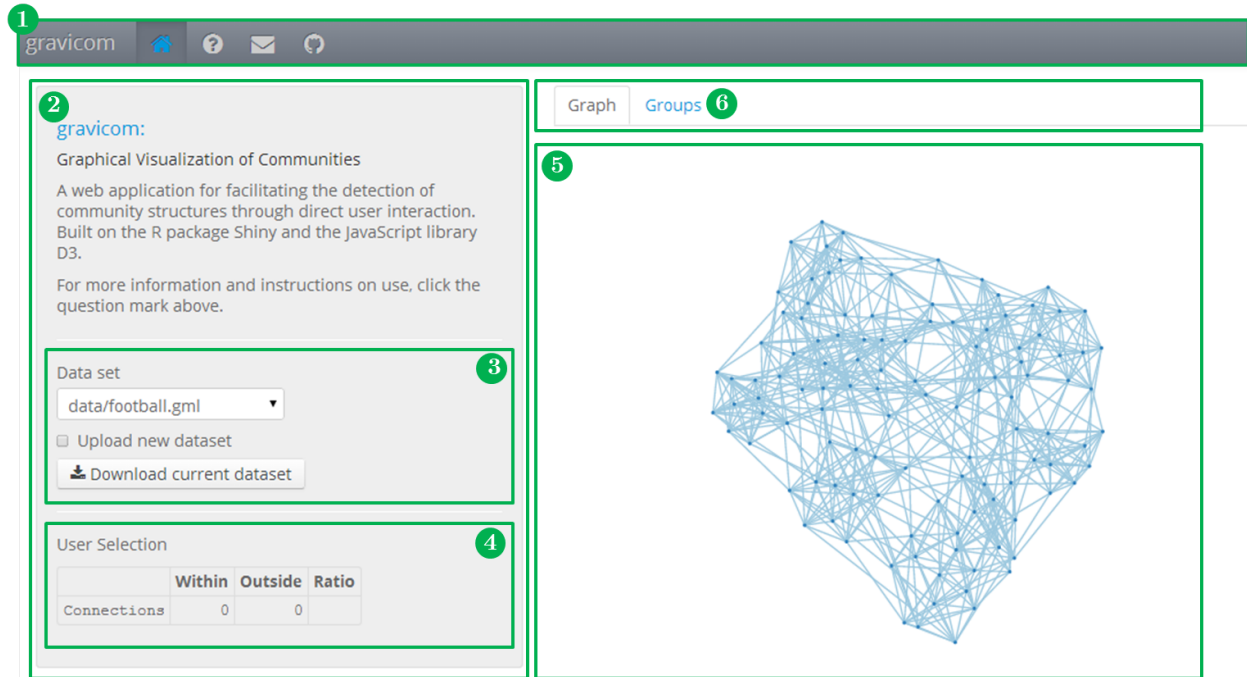 1
gravicom
2
gravicom:
Graphical Visualization of Communities
A web application for facilitating the detection of
community structures through direct user interaction.
Built on the R package Shiny and the JavaScript library
D3.
For more information and instructions on use, click the
question mark above.
3
Data set
data/football.gml
Upload new dataset
Download current dataset
4
User Selection
Within Outside Ratio
Connections 0 0
Graph Groups 6
5